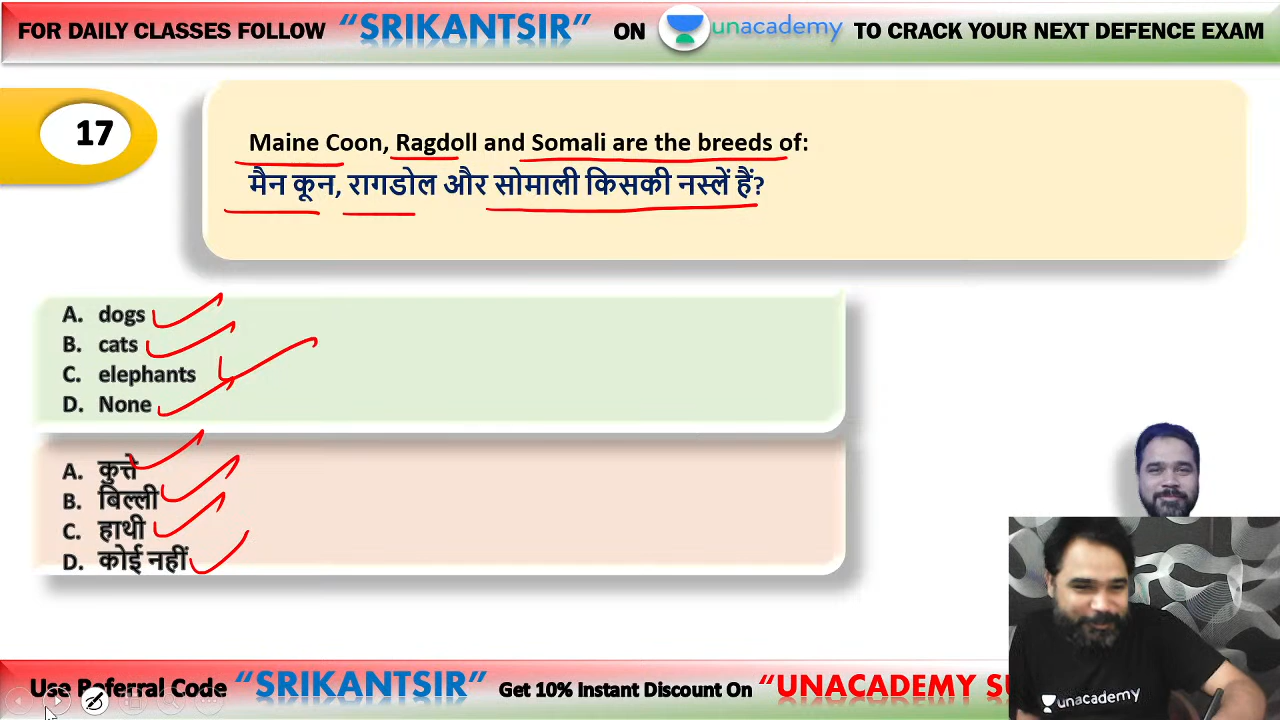 FOR DAILY CLASSES FOLLOW “SRIKANTSIR” ON unacademy TO CRACK YOUR NEXT DEFENCE EXAM
17
Maine Coon, Ragdoll and Somali are the breeds of:
मैन कून, रागडोल और सोमाली किसकी नस्लें हैं?
A. dogs
B. cats
C. elephants
D. None
A. कुत्ते
B. बिल्ली
C. हाथी
D. कोई नहीं
unacademy
Use Referral Code “SRIKANTSIR” Get 10% Instant Discount On “UNACADEMY SU